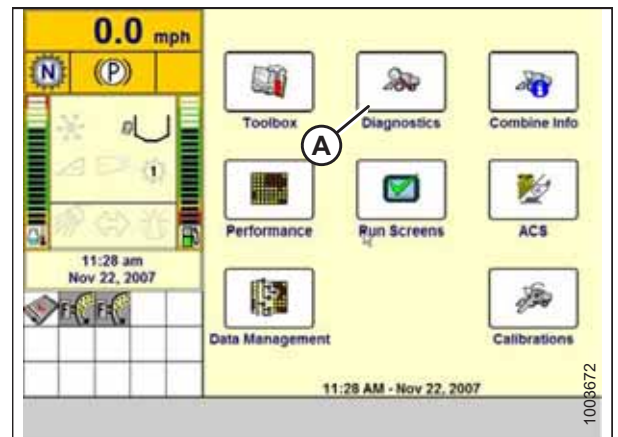 0.0 mph
N
(P)
1
11:28 am
Nov 22, 2007
F=
F=
Toolbox
Diagnostics
Combine Info
A
Performance
Run Screens
ACS
Data Management
Calibrations
11:28 AM - Nov 22, 2007
1003672